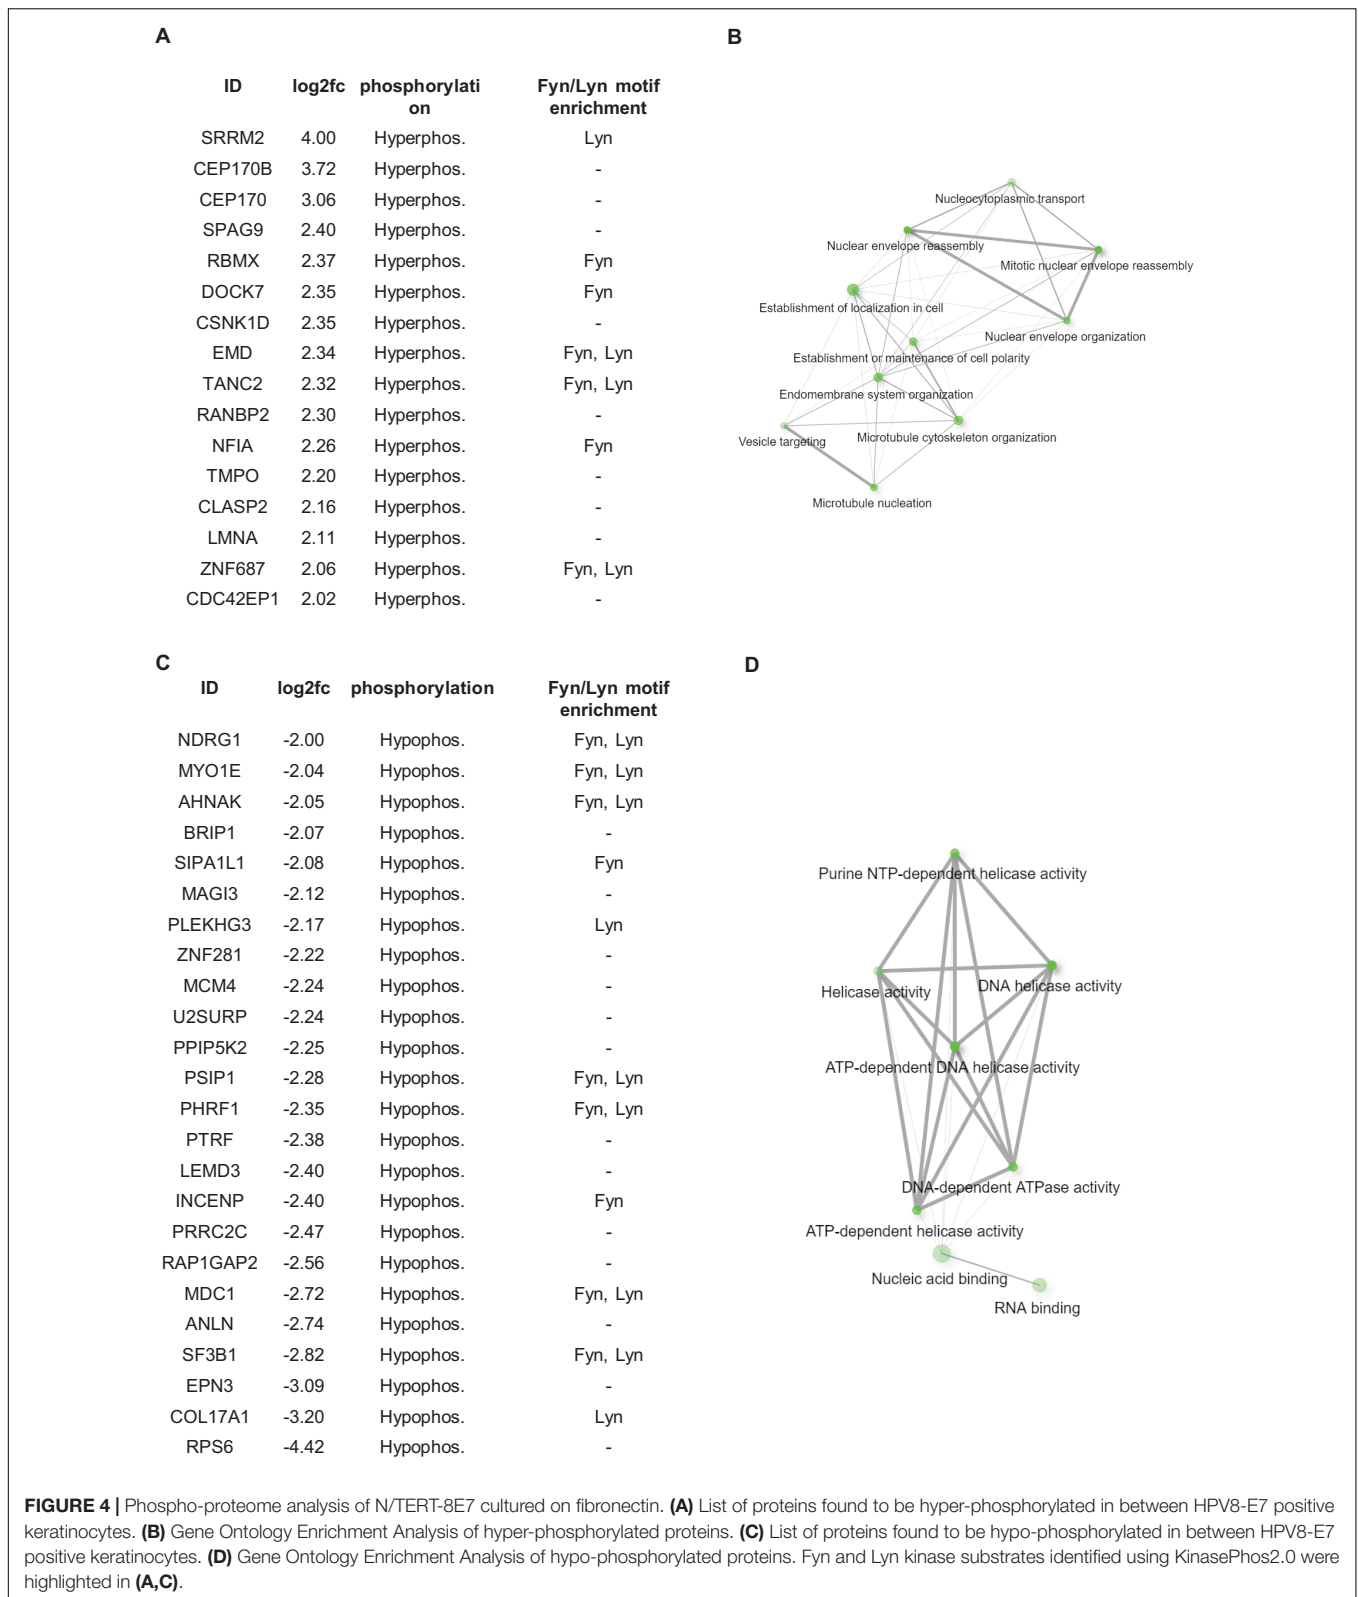 A
ID log2fc phosphorylati on Fyn/Lyn motif enrichment
SRRM2 4.00 Hyperphos. Lyn
CEP170B 3.72 Hyperphos. -
CEP170 3.06 Hyperphos. -
SPAG9 2.40 Hyperphos. -
RBMX 2.37 Hyperphos. Fyn
DOCK7 2.35 Hyperphos. Fyn
CSNK1D 2.35 Hyperphos. -
EMD 2.34 Hyperphos. Fyn, Lyn
TANC2 2.32 Hyperphos. Fyn, Lyn
RANBP2 2.30 Hyperphos. -
NFIA 2.26 Hyperphos. Fyn
TMPO 2.20 Hyperphos. -
CLASP2 2.16 Hyperphos. -
LMNA 2.11 Hyperphos. -
ZNF687 2.06 Hyperphos. Fyn, Lyn
CDC42EP1 2.02 Hyperphos. -
B
Nucleocytoplasmic transport
Nuclear envelope reassembly
Mitotic nuclear envelope reassembly
Establishment of localization in cell
Nuclear envelope organization
Establishment or maintenance of cell polarity
Endomembrane system organization
Vesicle targeting
Microtubule cytoskeleton organization
Microtubule nucleation
C
ID log2fc phosphorylation Fyn/Lyn motif enrichment
NDRG1 -2.00 Hypophos. Fyn, Lyn
MYO1E -2.04 Hypophos. Fyn, Lyn
AHNAK -2.05 Hypophos. Fyn, Lyn
BRIP1 -2.07 Hypophos. -
SIPA1L1 -2.08 Hypophos. Fyn
MAGI3 -2.12 Hypophos. -
PLEKHG3 -2.17 Hypophos. Lyn
ZNF281 -2.22 Hypophos. -
MCM4 -2.24 Hypophos. -
U2SURP -2.24 Hypophos. -
PPIP5K2 -2.25 Hypophos. -
PSIP1 -2.28 Hypophos. Fyn, Lyn
PHRF1 -2.35 Hypophos. Fyn, Lyn
PTRF -2.38 Hypophos. -
LEMD3 -2.40 Hypophos. -
INCENP -2.40 Hypophos. Fyn
PRRC2C -2.47 Hypophos. -
RAP1GAP2 -2.56 Hypophos. -
MDC1 -2.72 Hypophos. Fyn, Lyn
ANLN -2.74 Hypophos. -
SF3B1 -2.82 Hypophos. Fyn, Lyn
EPN3 -3.09 Hypophos. -
COL17A1 -3.20 Hypophos. Lyn
RPS6 -4.42 Hypophos. -
D
Purine NTP-dependent helicase activity
Helicase activity
DNA helicase activity
ATP-dependent DNA helicase activity
DNA-dependent ATPase activity
ATP-dependent helicase activity
Nucleic acid binding
RNA binding
FIGURE 4 | Phospho-proteome analysis of N/TERT-8E7 cultured on fibronectin. (A) List of proteins found to be hyper-phosphorylated in between HPV8-E7 positive
keratinocytes. (B) Gene Ontology Enrichment Analysis of hyper-phosphorylated proteins. (C) List of proteins found to be hypo-phosphorylated in between HPV8-E7
positive keratinocytes. (D) Gene Ontology Enrichment Analysis of hypo-phosphorylated proteins. Fyn and Lyn kinase substrates identified using KinasePhos2.0 were
highlighted in (A,C).